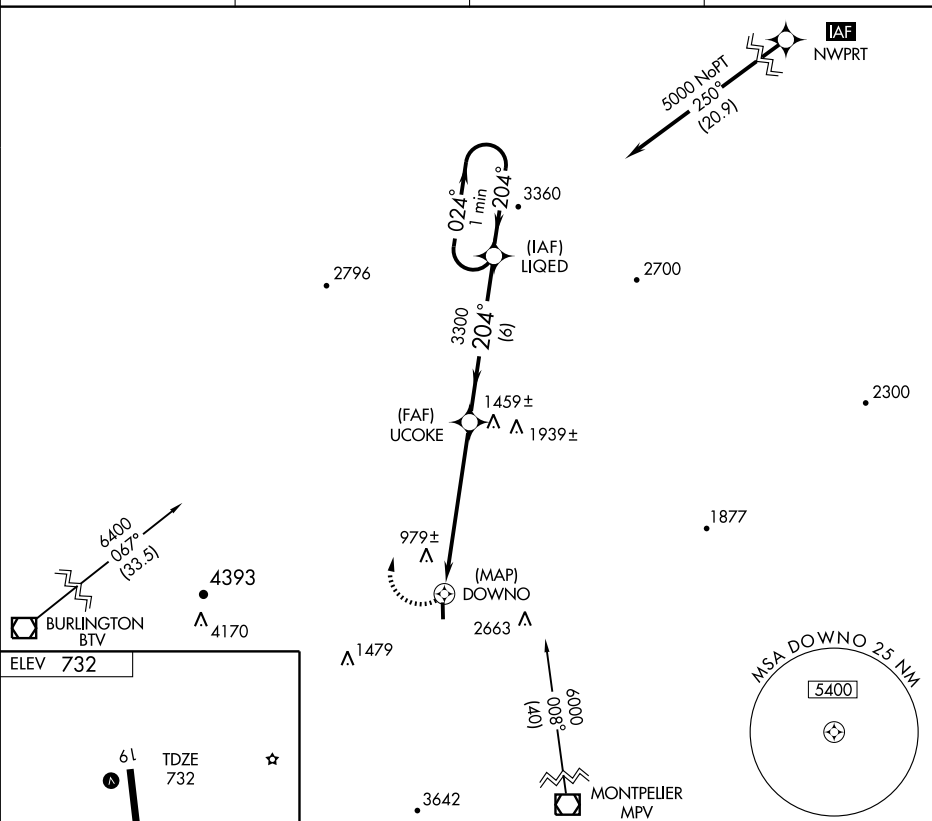 IAF
NWPRT
5000 NoPT
250°
(20.9)
024°
1 min
204°
3360
(IAF)
LIQED
2796
2700
3300
204°
(6)
2300
(FAF)
UCOKE
1459±
1939±
1877
6400
067°
(33.5)
979±
(MAP)
DOWNO
4393
BURLINGTON
BTV
4170
2663
1479
ELEV 732
MSA DOWNO 25 NM
5400
6000
008°
(40)
19
TDZE
732
V
MONTPELIER
MPV
3642